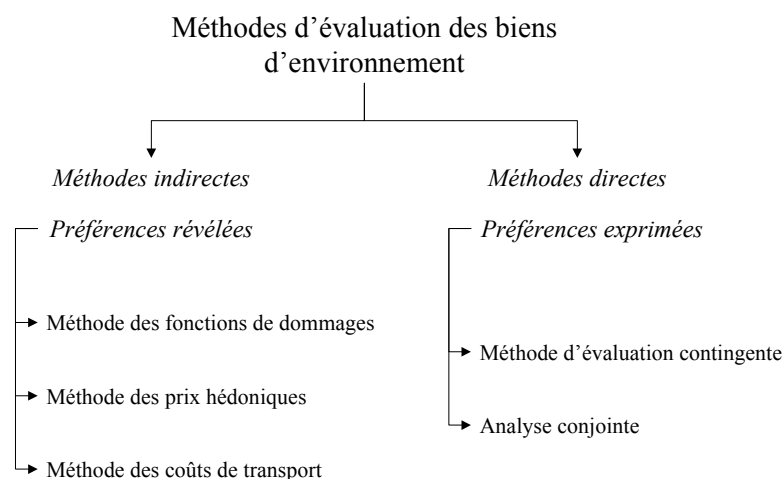 Méthodes d’évaluation des biens
d’environnement
Méthodes indirectes
Préférences révélées
Méthode des fonctions de dommages
Méthode des prix hédoniques
Méthode des coûts de transport
Méthodes directes
Préférences exprimées
Méthode d’évaluation contingente
Analyse conjointe